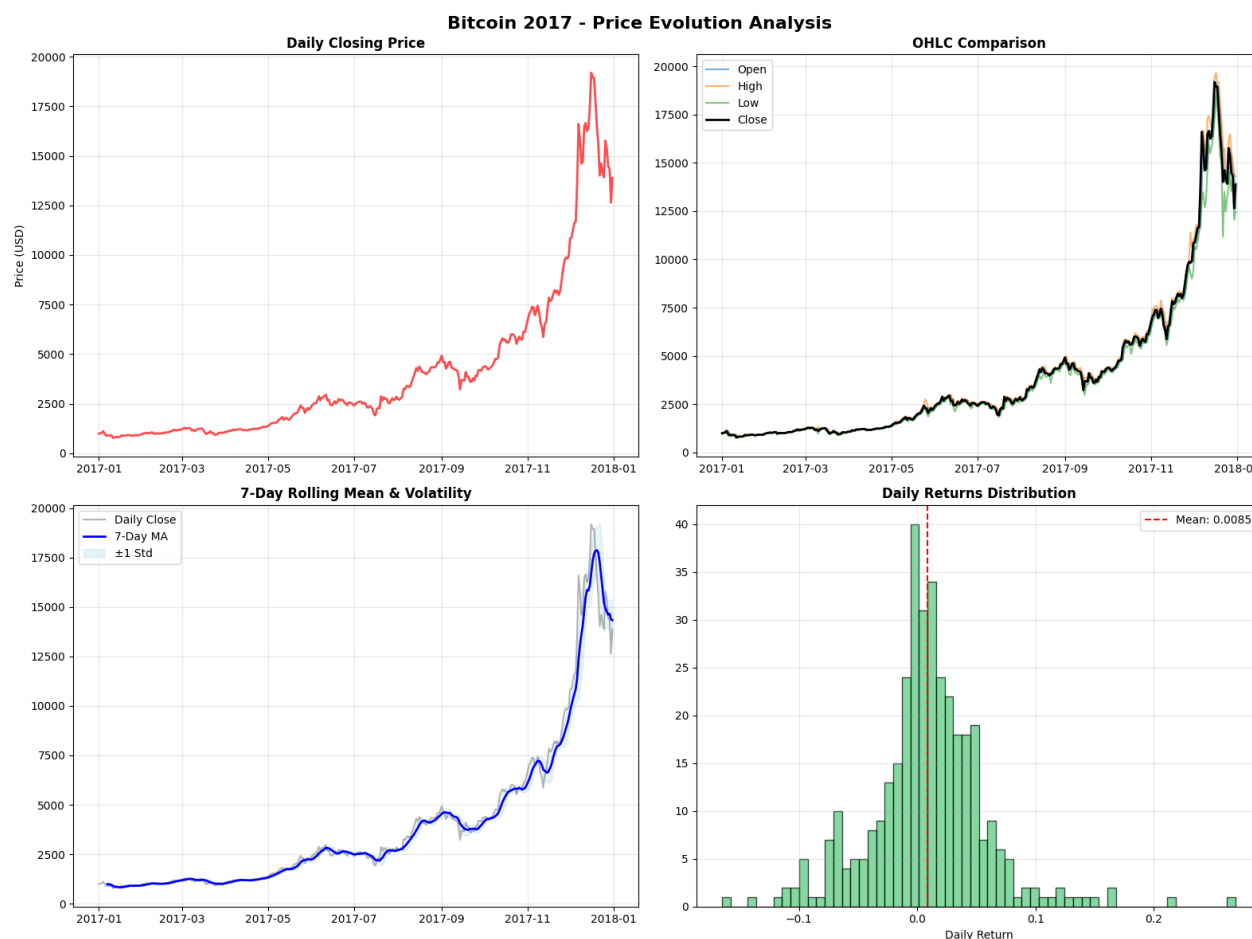 Bitcoin 2017 - Price Evolution Analysis
Daily Closing Price
20000
17500
15000
12500
10000
7500
5000
2500
0
Price (USD)
2017-01 2017-03 2017-05 2017-07 2017-09 2017-11 2018-01
OHLC Comparison
Open
High
Low
Close
20000
17500
15000
12500
10000
7500
5000
2500
0
2017-01 2017-03 2017-05 2017-07 2017-09 2017-11 2018-0
7-Day Rolling Mean & Volatility
Daily Close
7-Day MA
±1 Std
20000
17500
15000
12500
10000
7500
5000
2500
0
2017-01 2017-03 2017-05 2017-07 2017-09 2017-11 2018-01
Daily Returns Distribution
Mean: 0.0085
40
35
30
25
20
15
10
5
0
−0.1 0.0 0.1 0.2
Daily Return